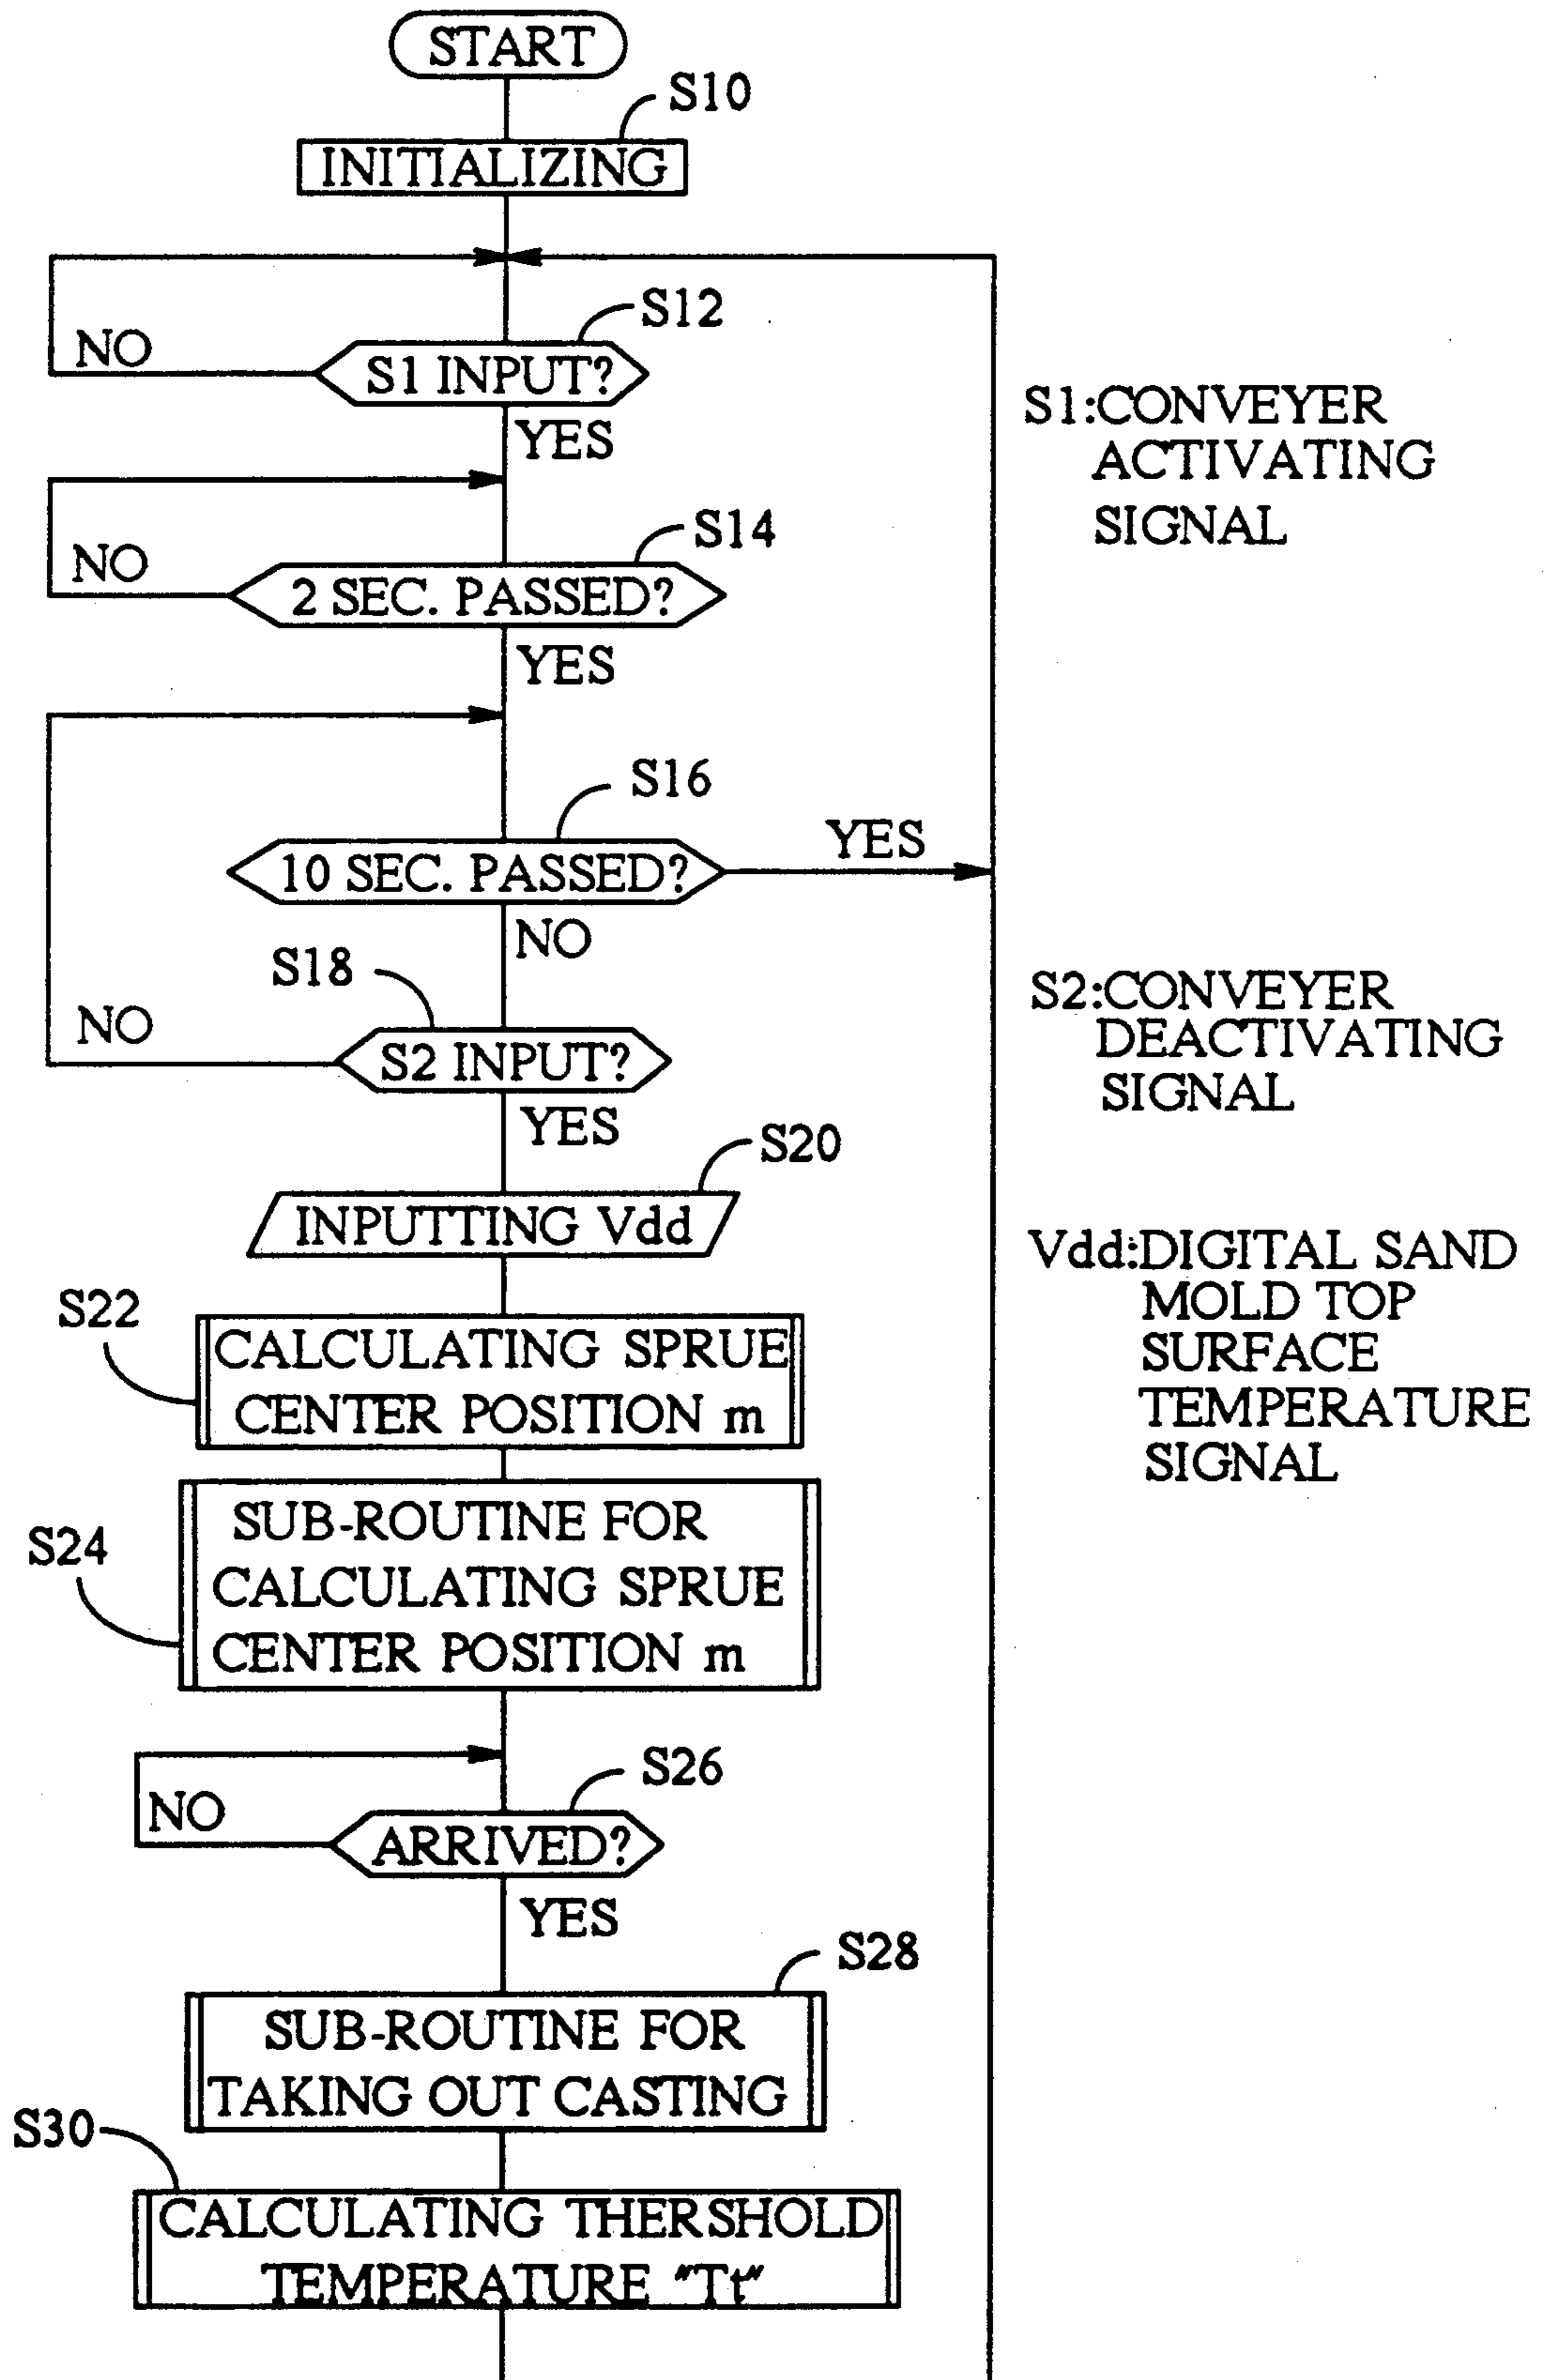 START
S10
INITIALIZING
S12
NO
S1 INPUT?
YES
S1:CONVEYER
ACTIVATING
SIGNAL
S14
NO
2 SEC. PASSED?
YES
S16
10 SEC. PASSED?
YES
NO
S18
NO
S2 INPUT?
YES
S2:CONVEYER
DEACTIVATING
SIGNAL
S20
INPUTTING Vdd
Vdd:DIGITAL SAND
MOLD TOP
SURFACE
TEMPERATURE
SIGNAL
S22
CALCULATING SPRUE
CENTER POSITION m
S24
SUB-ROUTINE FOR
CALCULATING SPRUE
CENTER POSITION m
S26
NO
ARRIVED?
YES
S28
SUB-ROUTINE FOR
TAKING OUT CASTING
S30
CALCULATING THERSHOLD
TEMPERATURE "Tt"